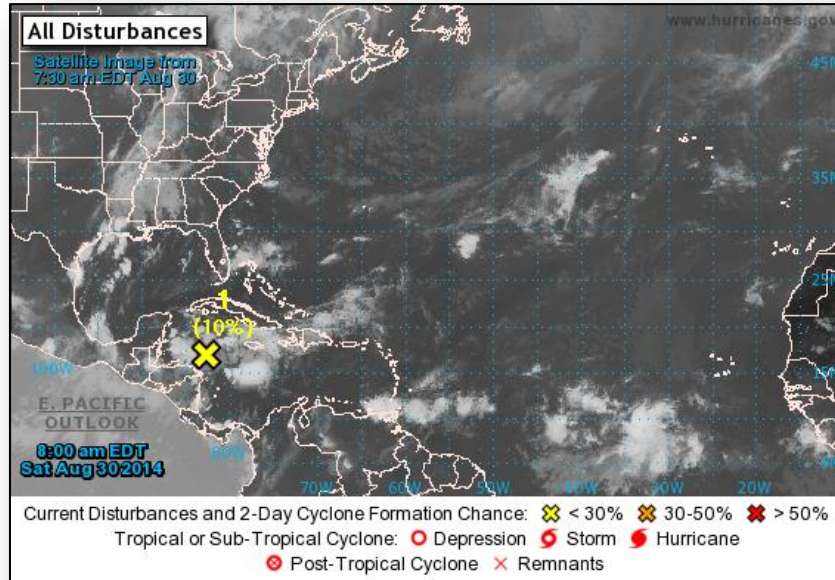 All Disturbances
www.hurricanes.gov
Satellite Image from
7:30 am EDT Aug 30
45N
35N
25N
1
(10%)
100W
15N
E. PACIFIC
OUTLOOK
8:00 am EDT
Sat Aug 30 2014
80W
70W 60W 50W 40W 30W 20W
Current Disturbances and 2-Day Cyclone Formation Chance: < 30% 30-50% > 50%
Tropical or Sub-Tropical Cyclone: Depression Storm Hurricane
Post-Tropical Cyclone Remnants